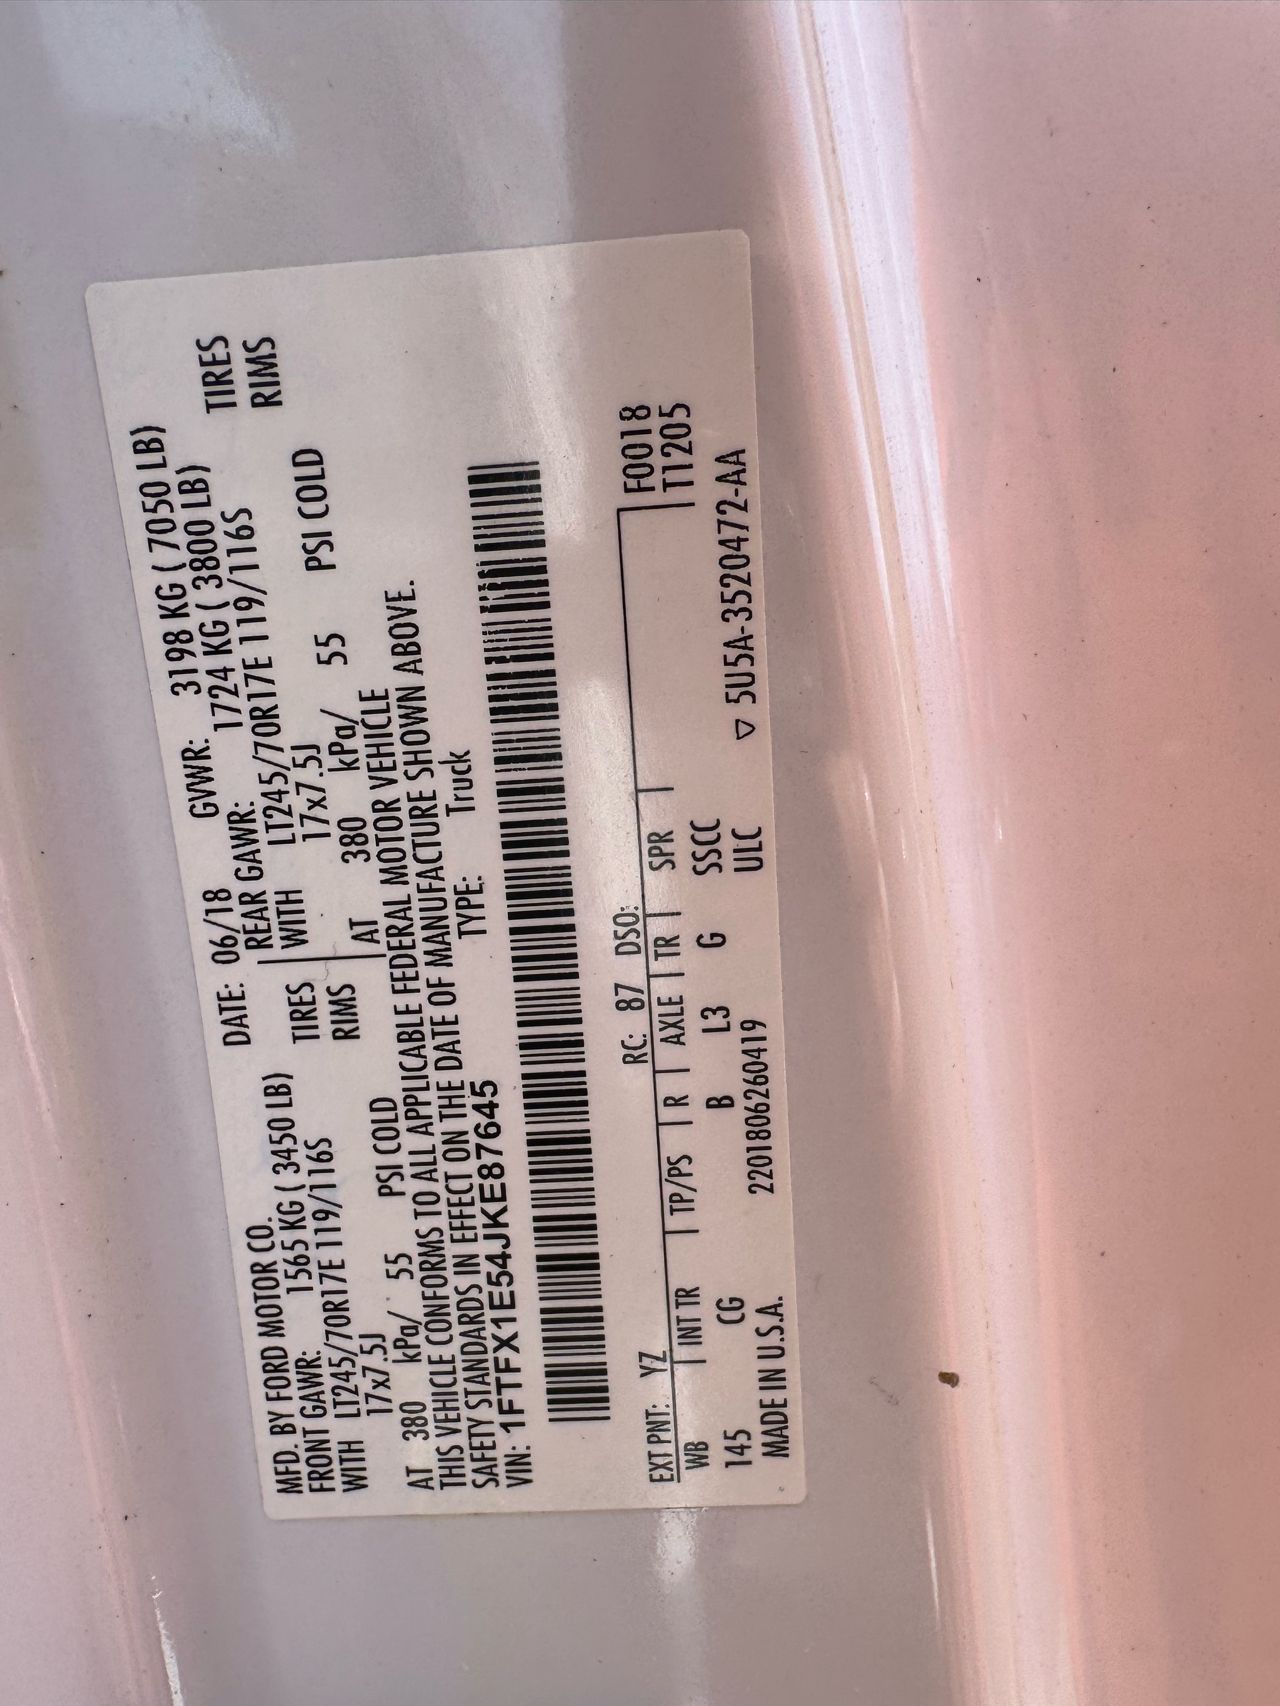 MFD. BY FORD MOTOR CO. DATE: 06/18 GVWR: 3198 KG ( 7050 LB)
FRONT GAWR: 1565 KG ( 3450 LB) REAR GAWR: 1724 KG ( 3800 LB)
WITH LT245/70R17E 119/116S TIRES WITH LT245/70R17E 119/116S TIRES
17x7.5J RIMS 17x7.5J RIMS
AT 380 kPa/ 55 PSI COLD AT 380 kPa/ 55 PSI COLD
THIS VEHICLE CONFORMS TO ALL APPLICABLE FEDERAL MOTOR VEHICLE
SAFETY STANDARDS IN EFFECT ON THE DATE OF MANUFACTURE SHOWN ABOVE.
VIN: 1FTFX1E54JKE87645 TYPE: Truck
EXT PNT: YZ RC: 87 DSO: F0018
WB INT TR TP/PS R AXLE TR SPR T1205
145 CG B L3 G SSCC
MADE IN U.S.A. 2201806260419 ULC ▽ 5U5A-3520472-AA